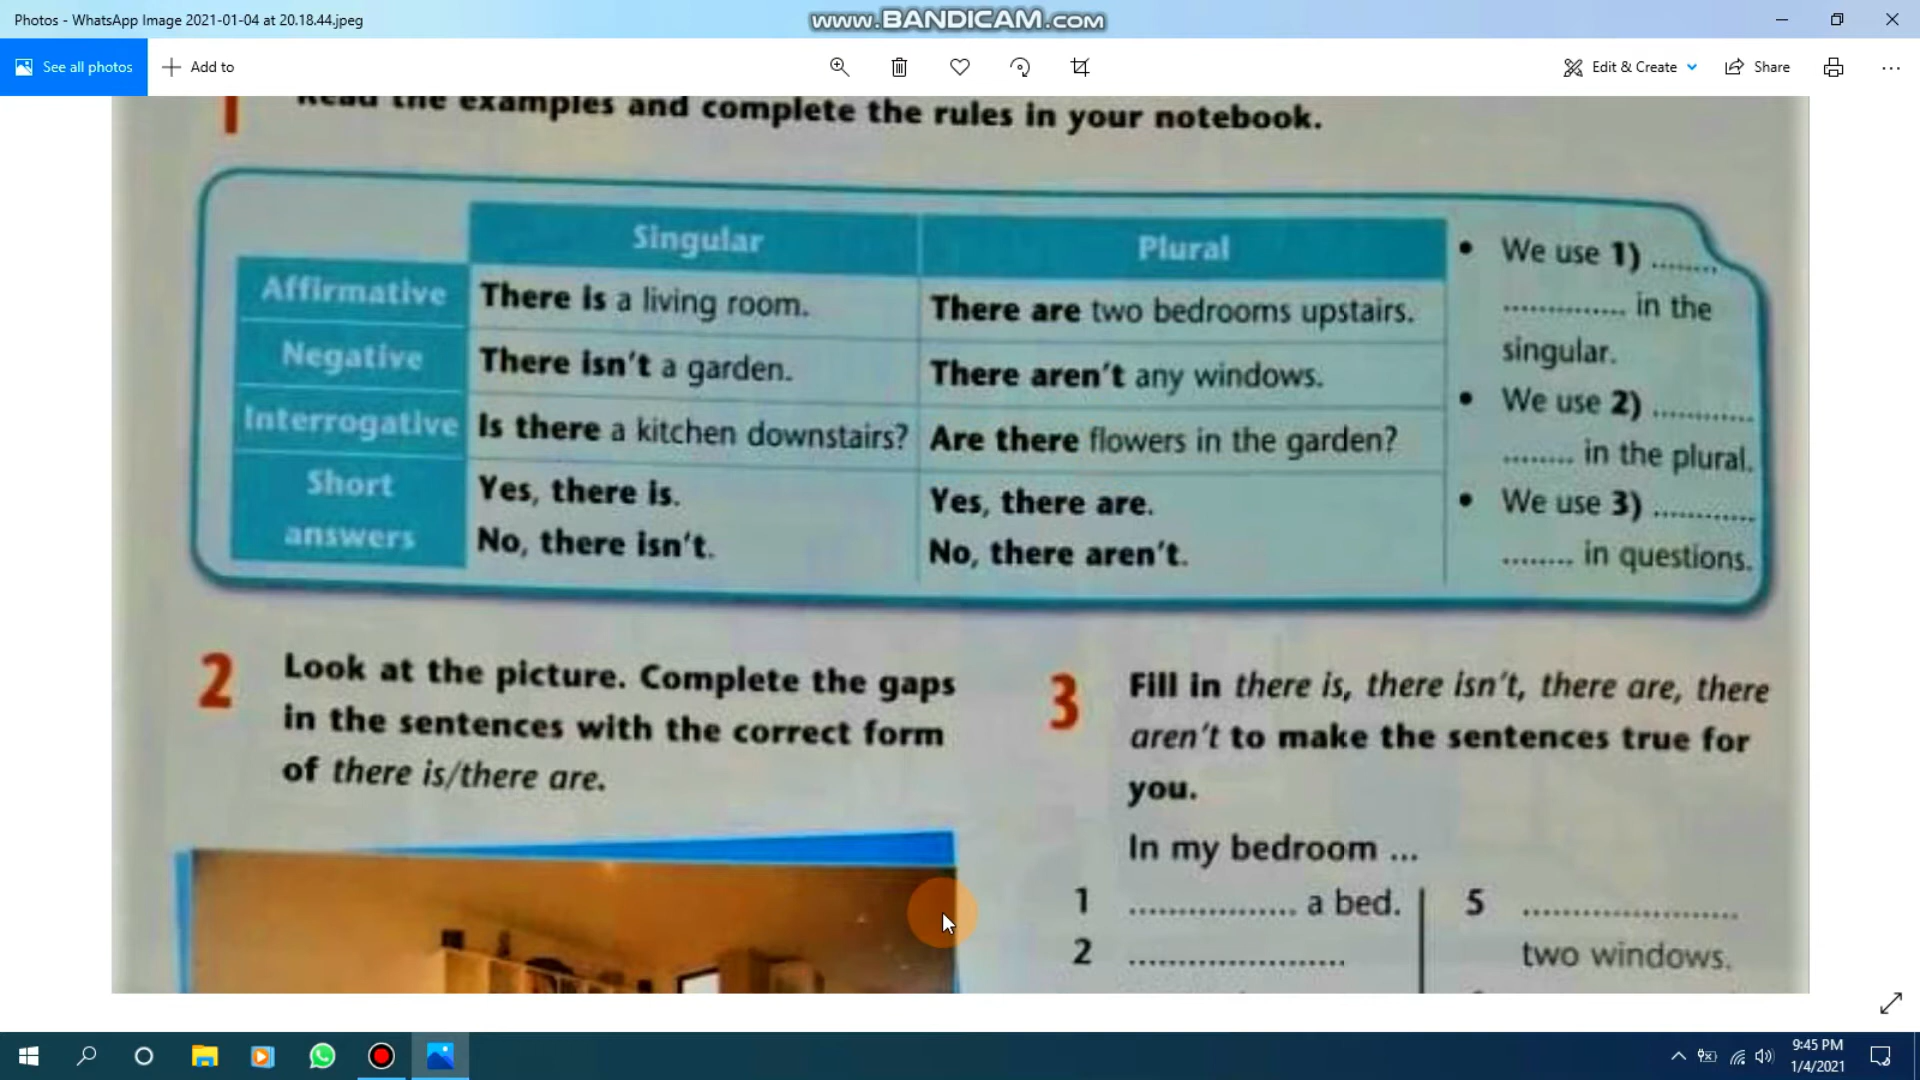 Photos - WhatsApp Image 2021-01-04 at 20.18.44.jpeg
www.BANDICAM.com
See all photos
Add to
Edit & Create
Share
1 Read the examples and complete the rules in your notebook.
Singular
Plural
Affirmative
There is a living room.
There are two bedrooms upstairs.
Negative
There isn't a garden.
There aren't any windows.
Interrogative
Is there a kitchen downstairs?
Are there flowers in the garden?
Short
answers
Yes, there is.
No, there isn't.
Yes, there are.
No, there aren't.
• We use 1) ........
.............. in the
singular.
• We use 2) ............
........ in the plural.
• We use 3) ............
........ in questions.
2 Look at the picture. Complete the gaps
in the sentences with the correct form
of there is/there are.
3 Fill in there is, there isn't, there are, there
aren't to make the sentences true for
you.
In my bedroom ...
1 .................... a bed.
2 ..........................
5 ..........................
two windows.
9:45 PM
1/4/2021